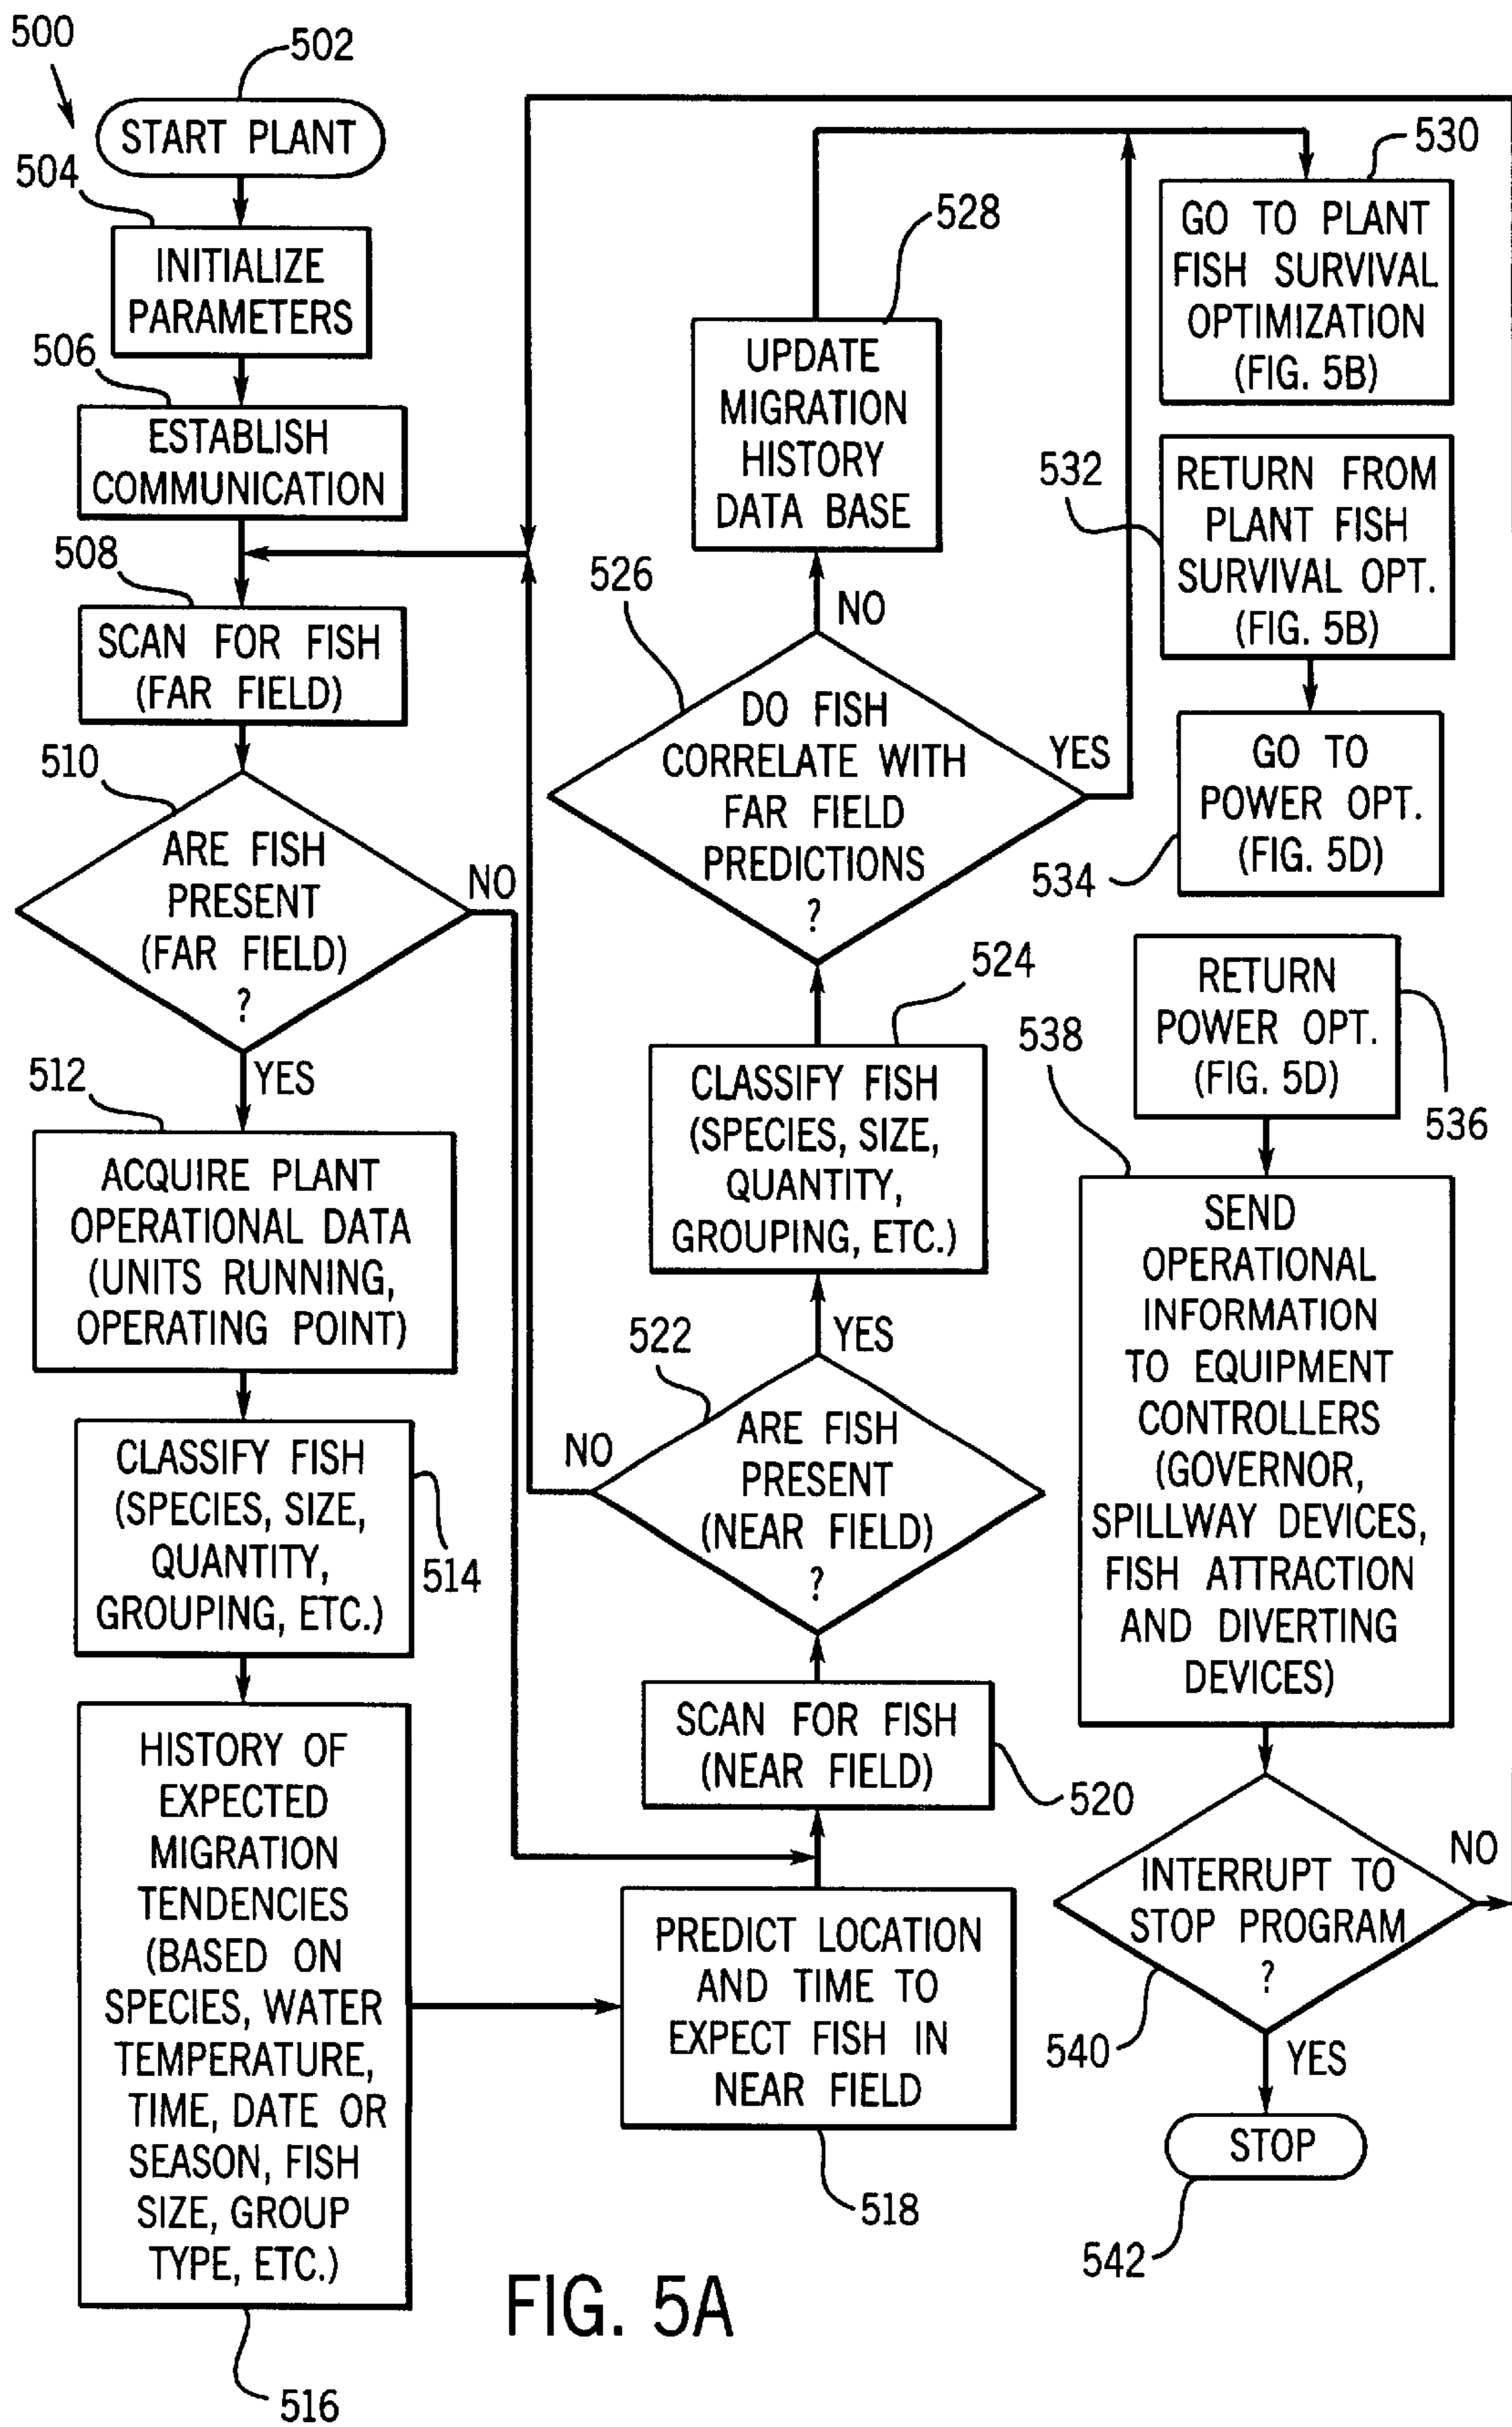 500
502
START PLANT
504
INITIALIZE
PARAMETERS
506
ESTABLISH
COMMUNICATION
508
SCAN FOR FISH
(FAR FIELD)
510
ARE FISH
PRESENT
(FAR FIELD)
?
NO
YES
512
ACQUIRE PLANT
OPERATIONAL DATA
(UNITS RUNNING,
OPERATING POINT)
CLASSIFY FISH
(SPECIES, SIZE,
QUANTITY,
GROUPING, ETC.)
514
HISTORY OF
EXPECTED
MIGRATION
TENDENCIES
(BASED ON
SPECIES, WATER
TEMPERATURE,
TIME, DATE OR
SEASON, FISH
SIZE, GROUP
TYPE, ETC.)
516
528
UPDATE
MIGRATION
HISTORY
DATA BASE
526
NO
DO FISH
CORRELATE WITH
FAR FIELD
PREDICTIONS
?
YES
524
CLASSIFY FISH
(SPECIES, SIZE,
QUANTITY,
GROUPING, ETC.)
522
YES
NO
ARE FISH
PRESENT
(NEAR FIELD)
?
SCAN FOR FISH
(NEAR FIELD)
520
PREDICT LOCATION
AND TIME TO
EXPECT FISH IN
NEAR FIELD
518
530
GO TO PLANT
FISH SURVIVAL
OPTIMIZATION
(FIG. 5B)
532
RETURN FROM
PLANT FISH
SURVIVAL OPT.
(FIG. 5B)
GO TO
POWER OPT.
(FIG. 5D)
534
RETURN
POWER OPT.
(FIG. 5D)
536
538
SEND
OPERATIONAL
INFORMATION
TO EQUIPMENT
CONTROLLERS
(GOVERNOR,
SPILLWAY DEVICES,
FISH ATTRACTION
AND DIVERTING
DEVICES)
INTERRUPT TO
STOP PROGRAM
?
NO
540
YES
STOP
542
FIG. 5A